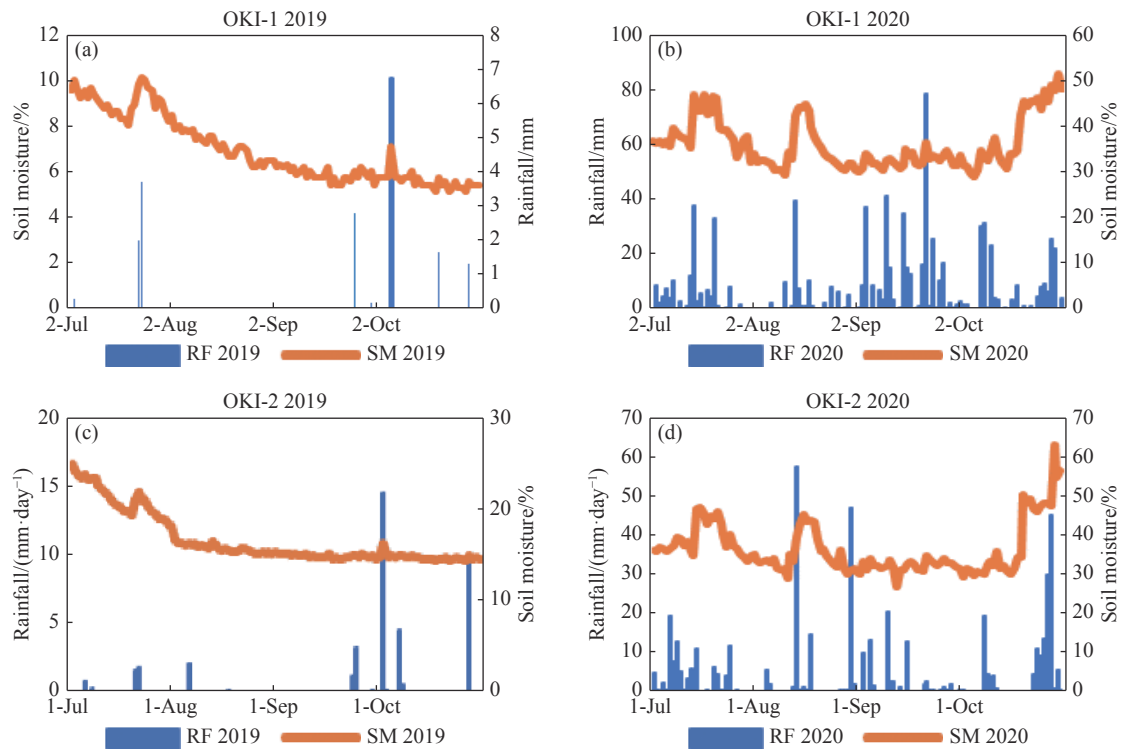 OKI-1 2019
(a)
12
10
8
6
4
2
0
Soil moisture/%
8
7
6
5
4
3
2
1
0
Rainfall/mm
2-Jul 2-Aug 2-Sep 2-Oct
RF 2019 SM 2019
OKI-1 2020
(b)
100
80
60
40
20
0
Rainfall/mm
60
50
40
30
20
10
0
Soil moisture/%
2-Jul 2-Aug 2-Sep 2-Oct
RF 2020 SM 2020
OKI-2 2019
(c)
20
15
10
5
0
Rainfall/(mm·day⁻¹)
30
20
10
0
Soil moisture/%
1-Jul 1-Aug 1-Sep 1-Oct
RF 2019 SM 2019
OKI-2 2020
(d)
70
60
50
40
30
20
10
0
Rainfall/(mm·day⁻¹)
70
60
50
40
30
20
10
0
Soil moisture/%
1-Jul 1-Aug 1-Sep 1-Oct
RF 2020 SM 2020